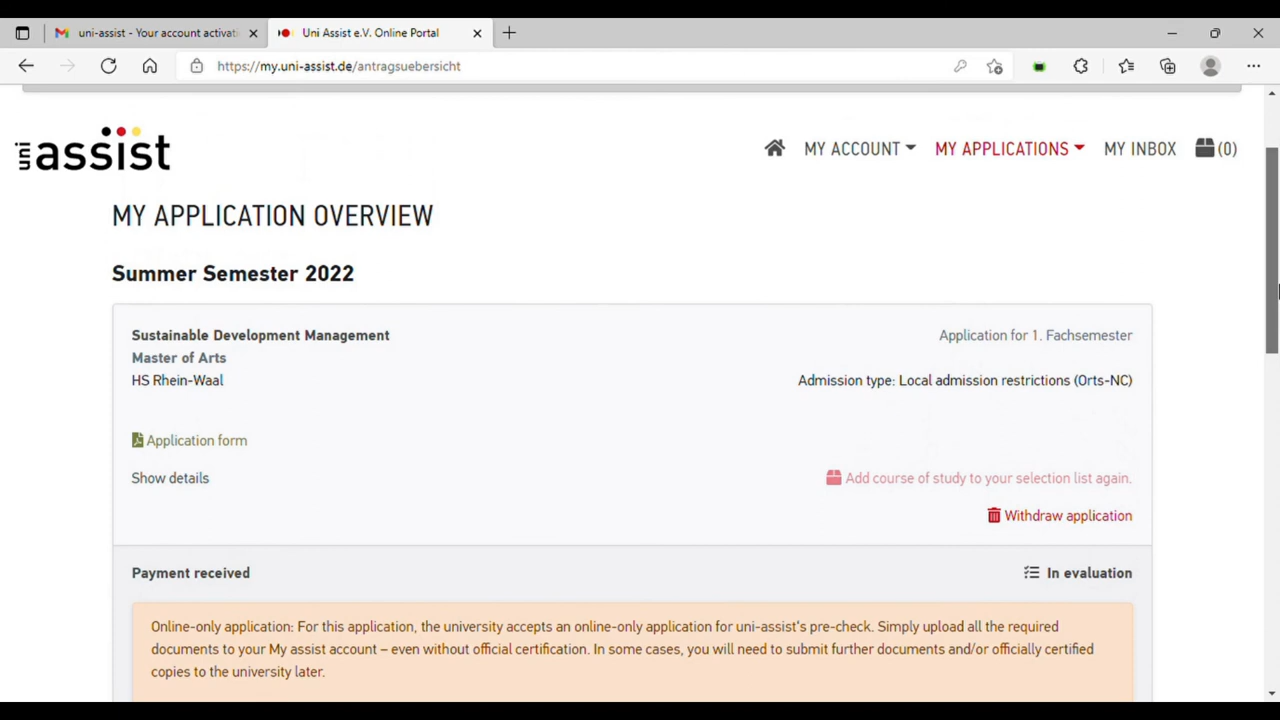 uni-assist - Your account activat
Uni Assist e.V. Online Portal
https://my.uni-assist.de/antragsuebersicht
uni assist
MY ACCOUNT
MY APPLICATIONS
MY INBOX
(0)
MY APPLICATION OVERVIEW
Summer Semester 2022
Sustainable Development Management
Application for 1. Fachsemester
Master of Arts
HS Rhein-Waal
Admission type: Local admission restrictions (Orts-NC)
Application form
Show details
Add course of study to your selection list again.
Withdraw application
Payment received
In evaluation
Online-only application: For this application, the university accepts an online-only application for uni-assist's pre-check. Simply upload all the required
documents to your My assist account – even without official certification. In some cases, you will need to submit further documents and/or officially certified
copies to the university later.